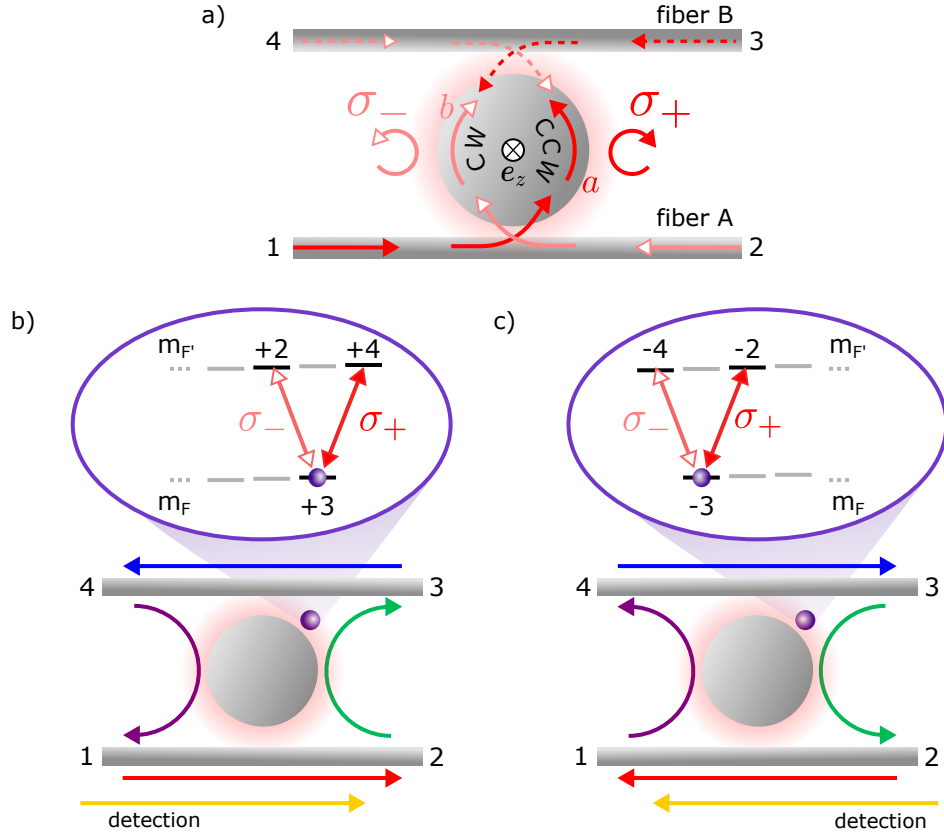 a)
fiber B
4
3
σ₋
b
CW
CCW
σ₊
e_z
a
fiber A
1
2
b)
m_F'
+2
+4
σ₋
σ₊
m_F
+3
4
3
1
2
detection
c)
-4
-2
m_F'
σ₋
σ₊
-3
m_F
4
3
1
2
detection